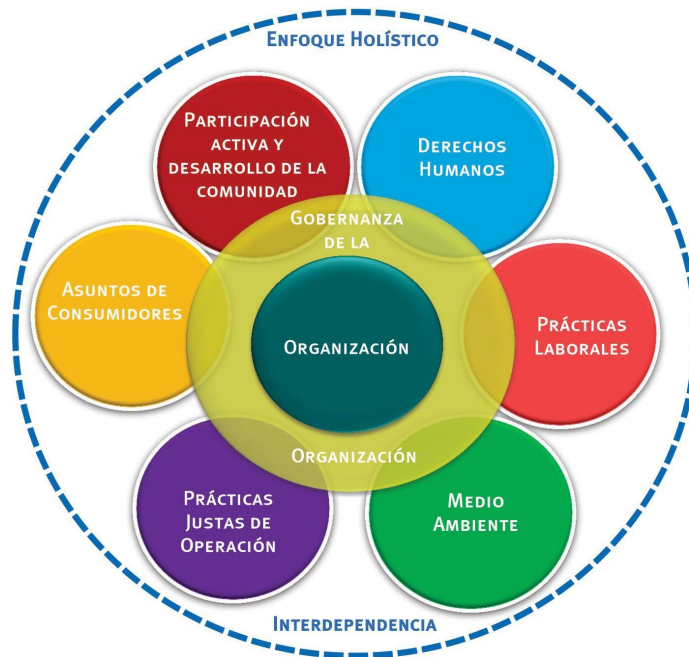 ENFOQUE HOLÍSTICO
PARTICIPACIÓN
ACTIVA Y
DESARROLLO DE LA
COMUNIDAD
DERECHOS
HUMANOS
GOBERNANZA
DE LA
ORGANIZACIÓN
ASUNTOS DE
CONSUMIDORES
ORGANIZACIÓN
PRÁCTICAS
LABORALES
PRÁCTICAS
JUSTAS DE
OPERACIÓN
MEDIO
AMBIENTE
INTERDEPENDENCIA